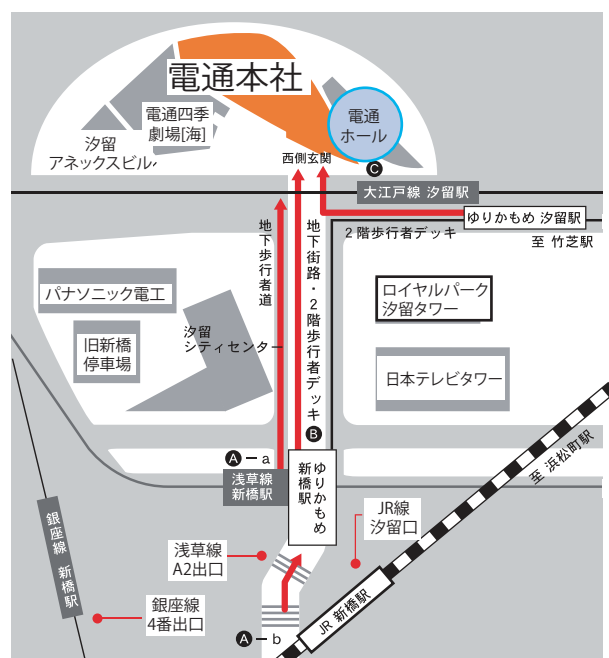 電通本社
電通四季
劇場[海]
電通
ホール
汐留
アネックスビル
西側玄関
C
大江戸線 汐留駅
ゆりかもめ 汐留駅
2階歩行者デッキ
至 竹芝駅
地下歩行者道
地下街路・2階歩行者デッキ
パナソニック電工
ロイヤルパーク
汐留タワー
汐留
シティセンター
旧新橋
停車場
日本テレビタワー
B
A－a
浅草線
新橋駅
ゆりかもめ
新橋駅
至 浜松町駅
JR線
汐留口
銀座線 新橋駅
浅草線
A2出口
銀座線
4番出口
A－b
JR 新橋駅